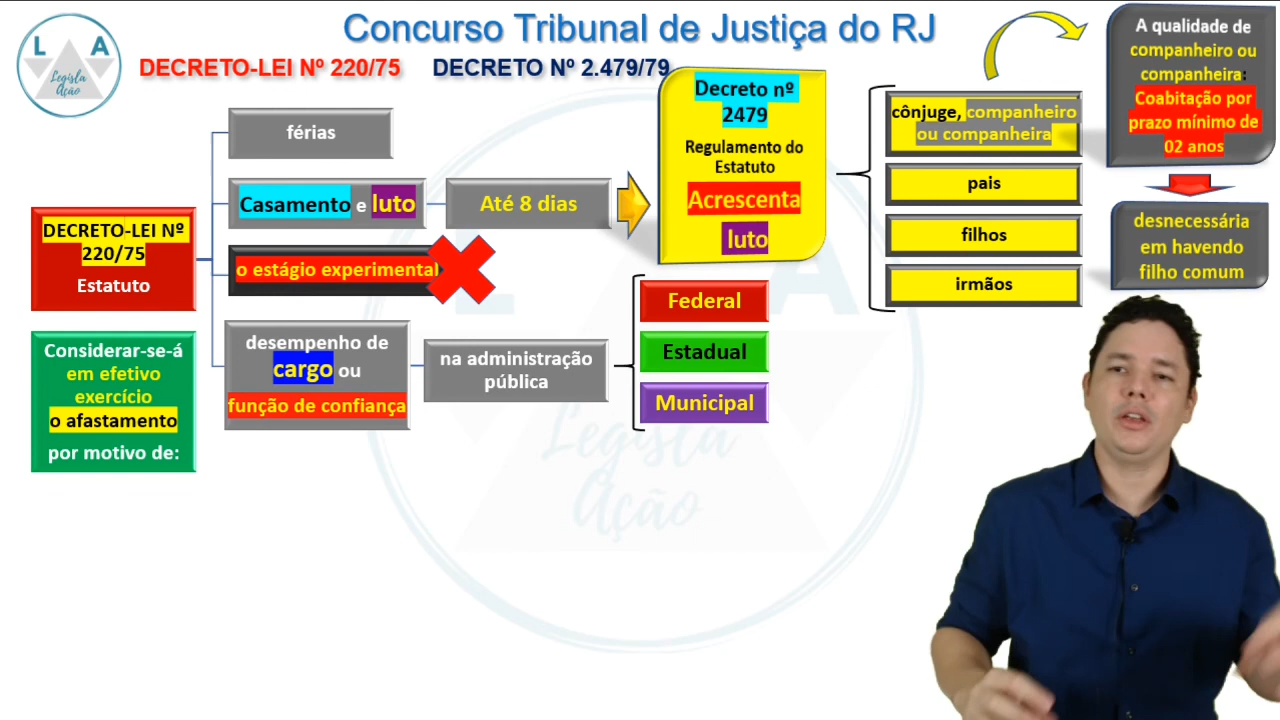 Concurso Tribunal de Justiça do RJ
L A
Legisla
Ação
DECRETO-LEI Nº 220/75 DECRETO Nº 2.479/79
DECRETO-LEI Nº
220/75
Estatuto
Considerar-se-á
em efetivo
exercício
o afastamento
por motivo de:
férias
Casamento e luto
Até 8 dias
o estágio experimental
desempenho de
cargo ou
função de confiança
na administração
pública
Federal
Estadual
Municipal
Decreto nº
2479
Regulamento do
Estatuto
Acrescenta
luto
cônjuge, companheiro
ou companheira
pais
filhos
irmãos
A qualidade de
companheiro ou
companheira:
Coabitação por
prazo mínimo de
02 anos
desnecessária
em havendo
filho comum
L A
Legisla
Ação